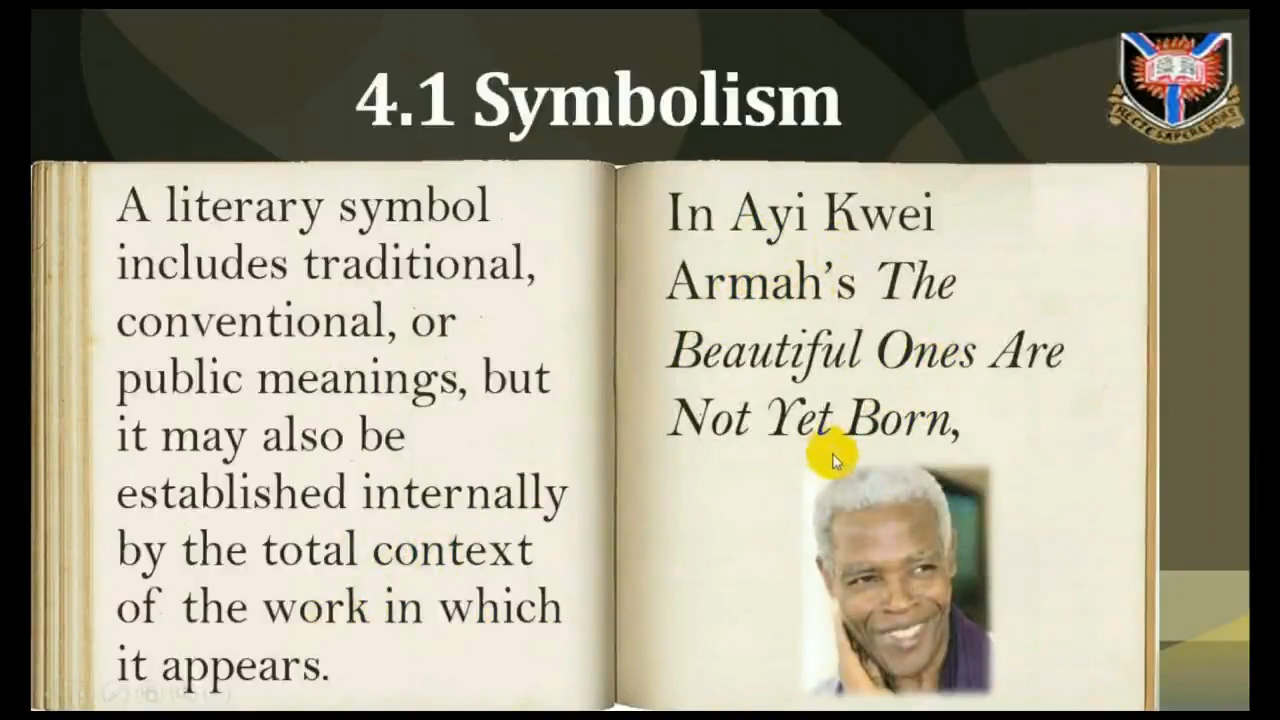 4.1 Symbolism
A literary symbol
includes traditional,
conventional, or
public meanings, but
it may also be
established internally
by the total context
of the work in which
it appears.
In Ayi Kwei
Armah’s The
Beautiful Ones Are
Not Yet Born,